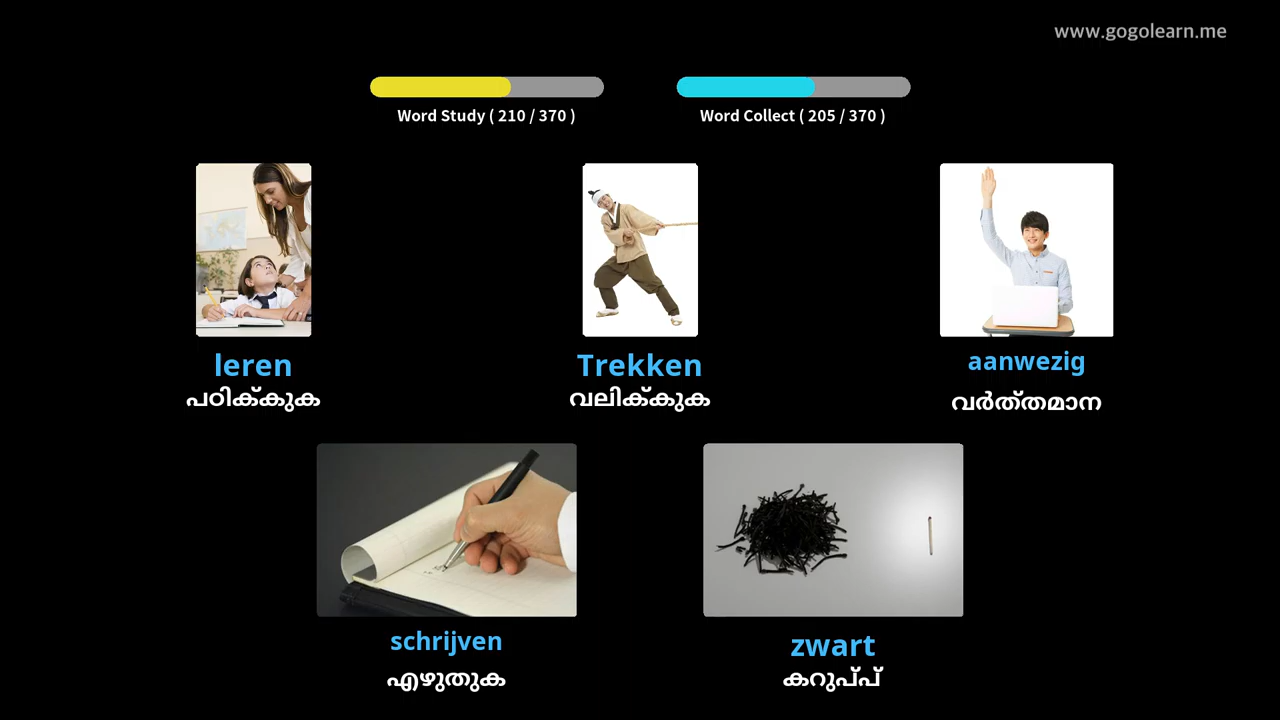 www.gogolearn.me
Word Study ( 210 / 370 )
Word Collect ( 205 / 370 )
leren
പഠിക്കുക
Trekken
വലിക്കുക
aanwezig
വർത്തമാന
schrijven
എഴുതുക
zwart
കറുപ്പ്